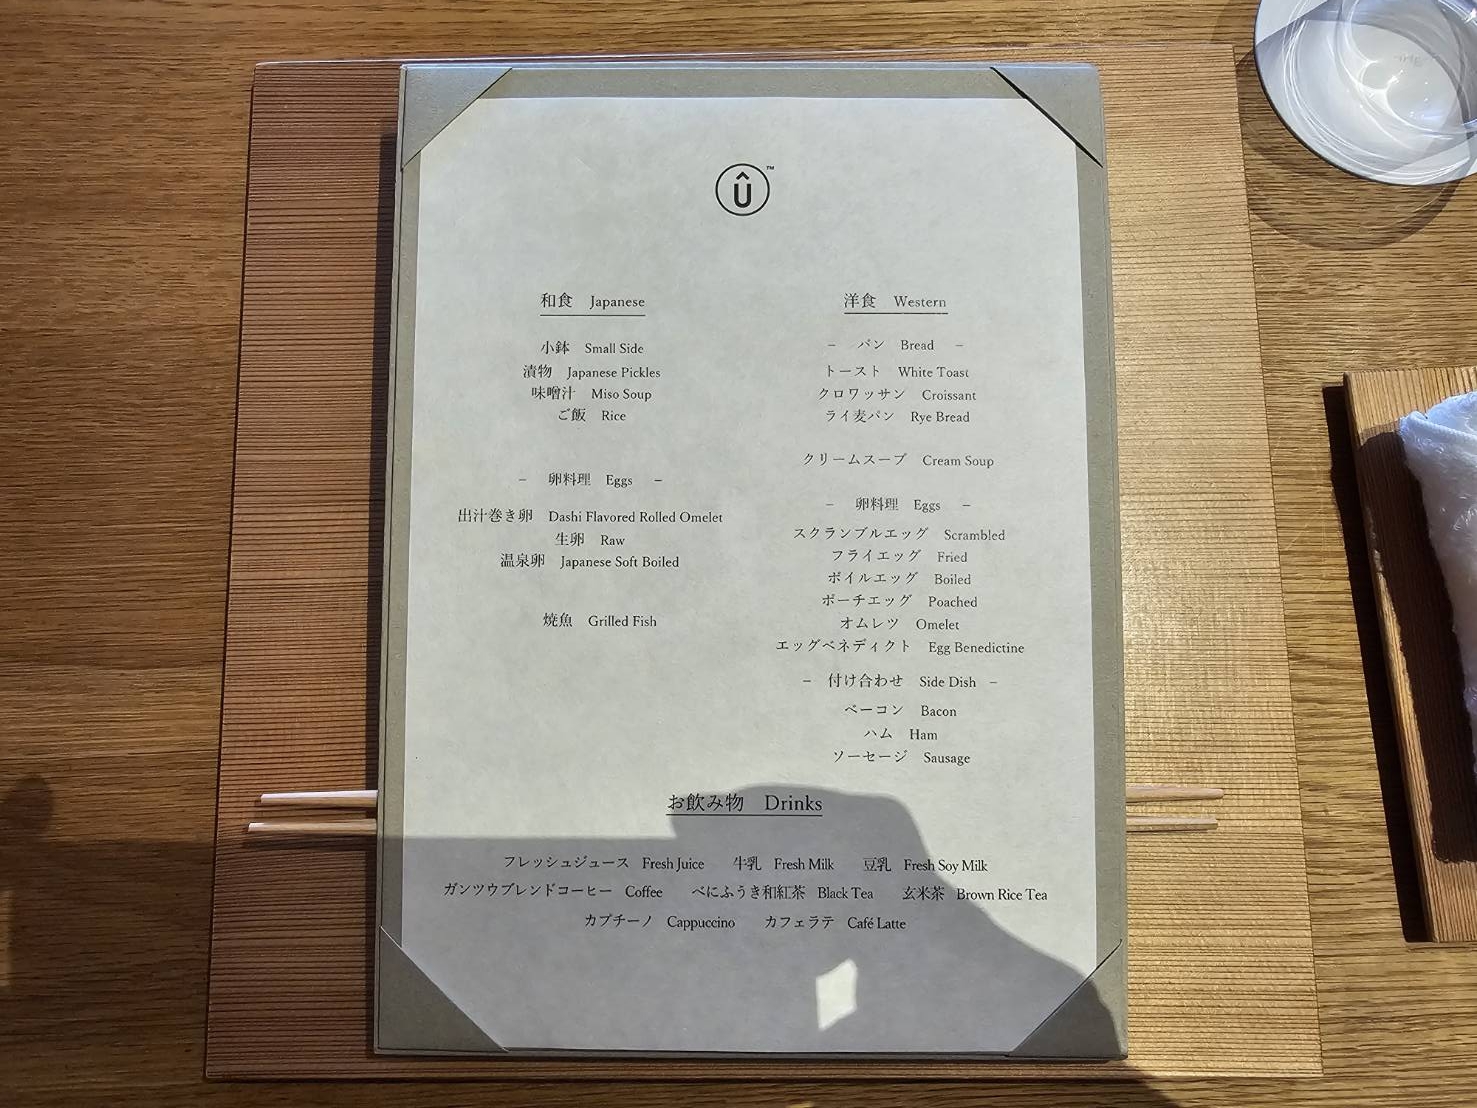 û™
和食 Japanese
小鉢 Small Side
漬物 Japanese Pickles
味噌汁 Miso Soup
ご飯 Rice
– 卵料理 Eggs –
出汁巻き卵 Dashi Flavored Rolled Omelet
生卵 Raw
温泉卵 Japanese Soft Boiled
焼魚 Grilled Fish
洋食 Western
– パン Bread –
トースト White Toast
クロワッサン Croissant
ライ麦パン Rye Bread
クリームスープ Cream Soup
– 卵料理 Eggs –
スクランブルエッグ Scrambled
フライエッグ Fried
ボイルエッグ Boiled
ポーチエッグ Poached
オムレツ Omelet
エッグベネディクト Egg Benedictine
– 付け合わせ Side Dish –
ベーコン Bacon
ハム Ham
ソーセージ Sausage
お飲み物 Drinks
フレッシュジュース Fresh Juice 牛乳 Fresh Milk 豆乳 Fresh Soy Milk
ガンツウブレンドコーヒー Coffee べにふうき和紅茶 Black Tea 玄米茶 Brown Rice Tea
カプチーノ Cappuccino カフェラテ Café Latte